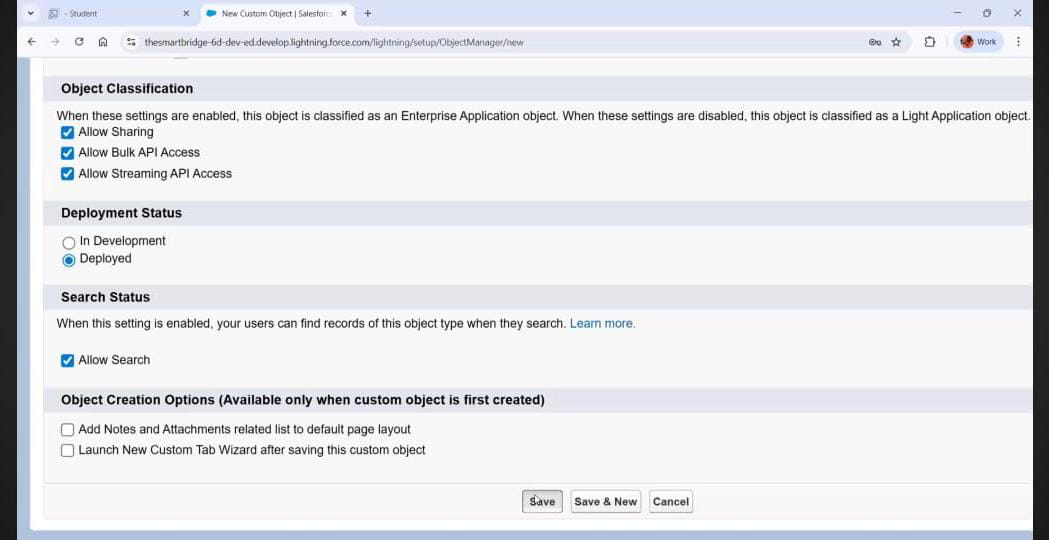 - Student
New Custom Object | Salesforc
thesmartbridge-6d-dev-ed.develop.lightning.force.com/lightning/setup/ObjectManager/new
Work
Object Classification
When these settings are enabled, this object is classified as an Enterprise Application object. When these settings are disabled, this object is classified as a Light Application object.
Allow Sharing
Allow Bulk API Access
Allow Streaming API Access
Deployment Status
In Development
Deployed
Search Status
When this setting is enabled, your users can find records of this object type when they search. Learn more.
Allow Search
Object Creation Options (Available only when custom object is first created)
Add Notes and Attachments related list to default page layout
Launch New Custom Tab Wizard after saving this custom object
Save Save & New Cancel